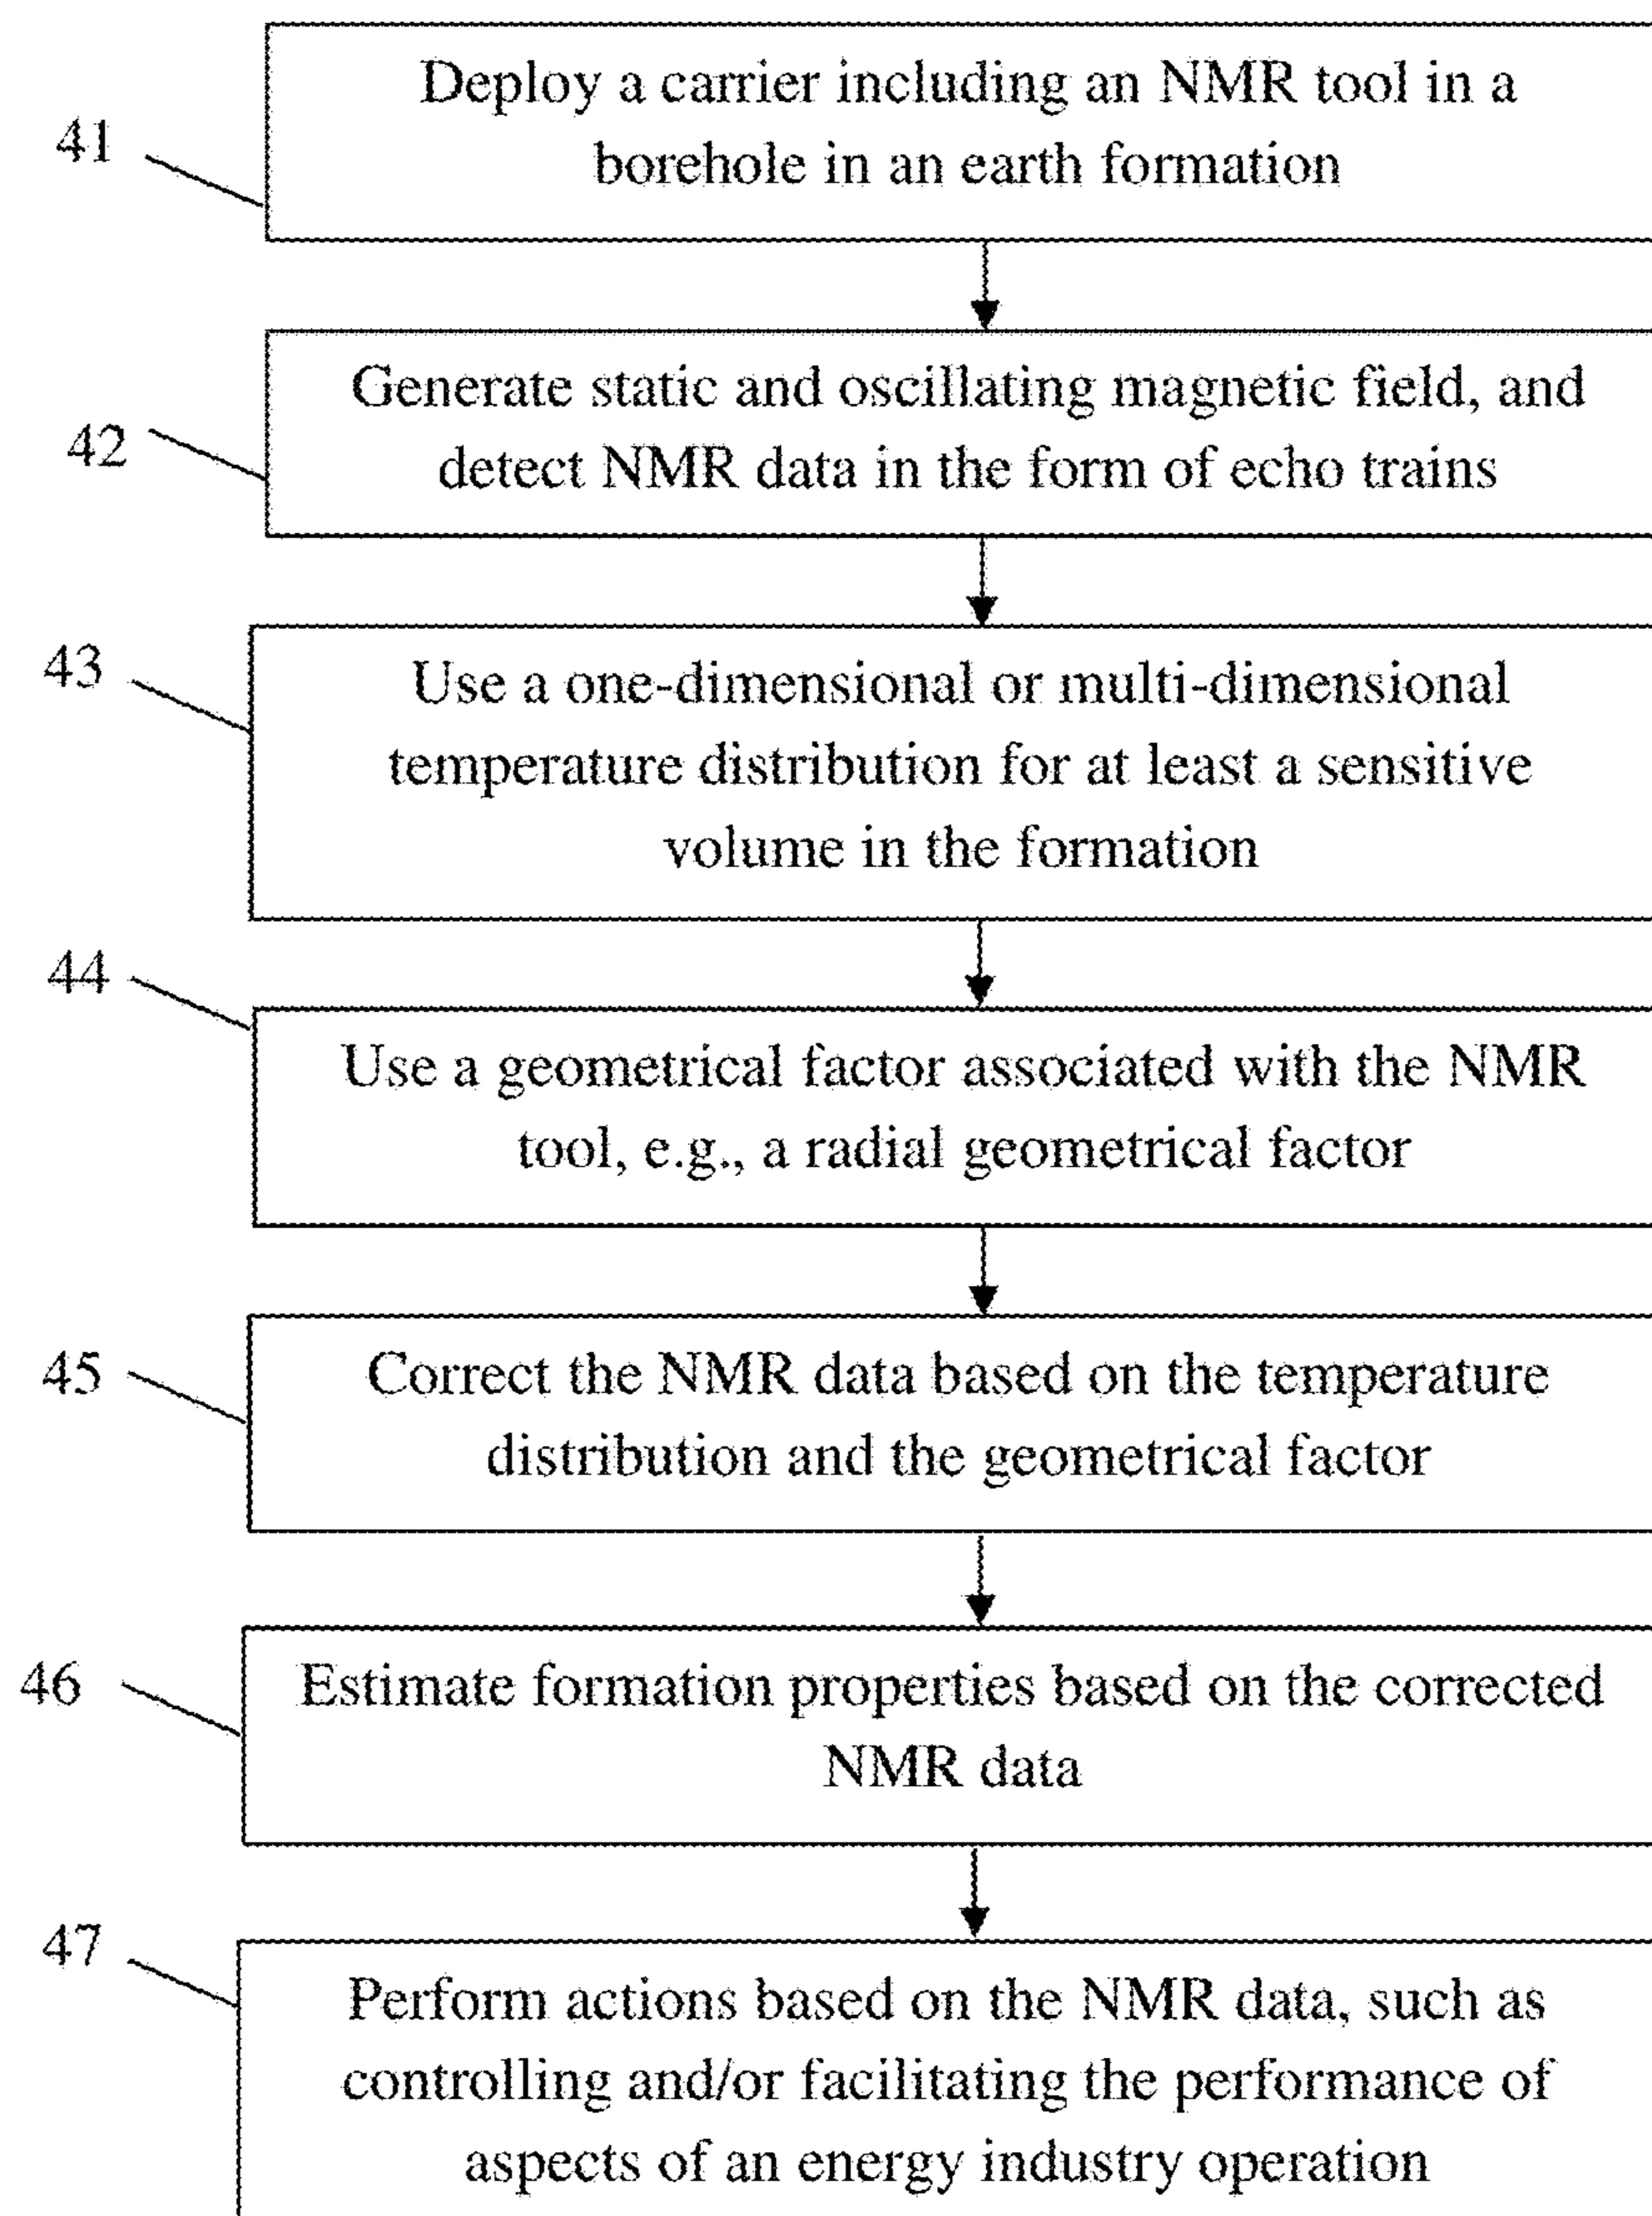 41
Deploy a carrier including an NMR tool in a
borehole in an earth formation
42
Generate static and oscillating magnetic field, and
detect NMR data in the form of echo trains
43
Use a one-dimensional or multi-dimensional
temperature distribution for at least a sensitive
volume in the formation
44
Use a geometrical factor associated with the NMR
tool, e.g., a radial geometrical factor
45
Correct the NMR data based on the temperature
distribution and the geometrical factor
46
Estimate formation properties based on the corrected
NMR data
47
Perform actions based on the NMR data, such as
controlling and/or facilitating the performance of
aspects of an energy industry operation